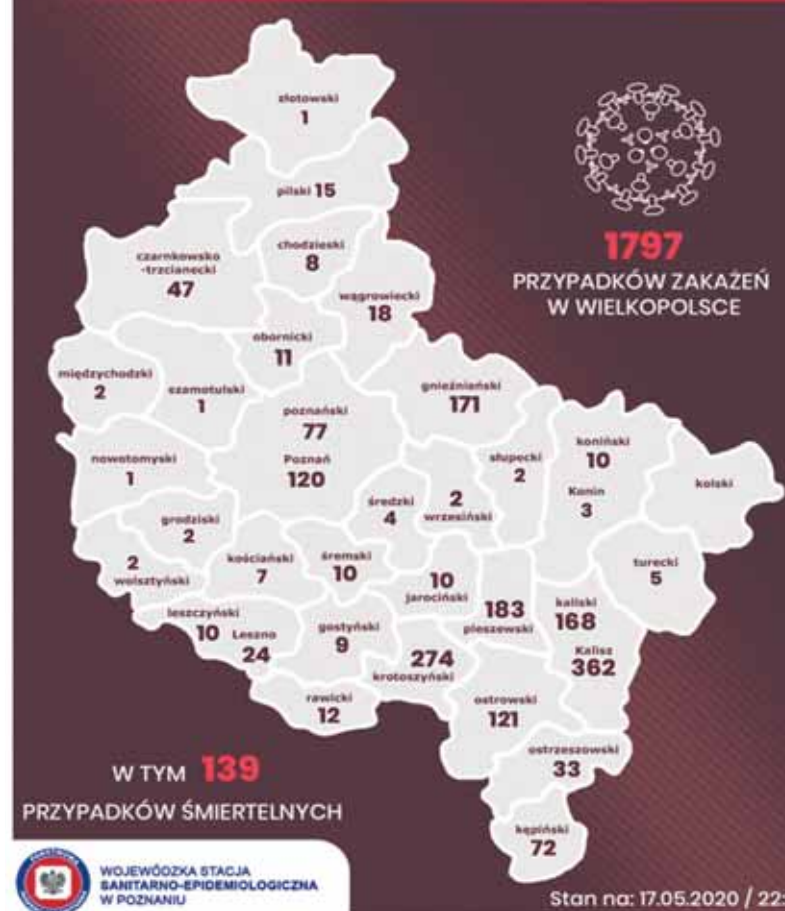 złotowski
1
pilski 15
1797
PRZYPADKÓW ZAKAŻEŃ
W WIELKOPOLSCE
czarnkowsko
-trzcianecki
47
chodzieski
8
wągrowiecki
18
obornicki
11
międzychodzki
2
szamotulski
1
gnieźnieński
171
poznański
77
Poznań
120
nowotomyski
1
słupecki
2
koniński
10
Konin
3
kolski
średzki
4
2
wrzesiński
grodziski
2
2
wolsztyński
kościański
7
śremski
10
10
jarociński
183
pleszewski
kaliski
168
Kalisz
362
turecki
5
leszczyński
10
Leszno
24
gostyński
9
274
krotoszyński
rawicki
12
ostrowski
121
ostrzeszowski
33
kępiński
72
W TYM 139
PRZYPADKÓW ŚMIERTELNYCH
WOJEWÓDZKA STACJA
SANITARNO-EPIDEMIOLOGICZNA
W POZNANIU
Stan na: 17.05.2020 / 22: